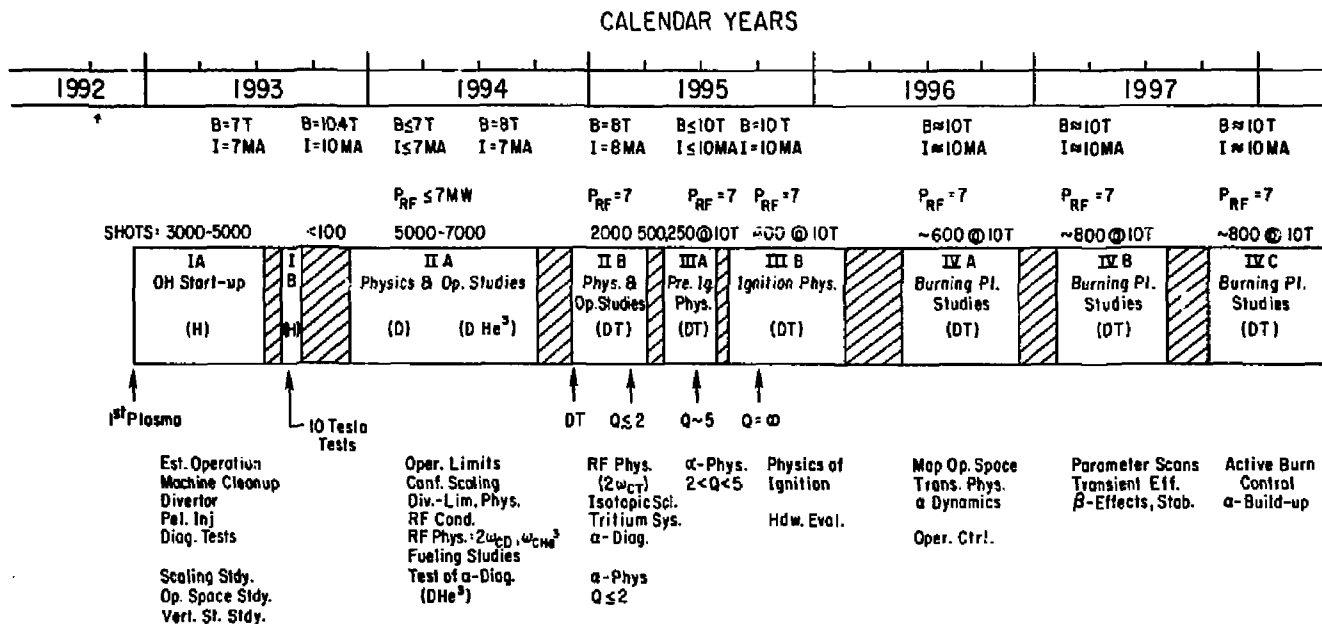 CALENDAR YEARS
1992 1993 1994 1995 1996 1997
B=7T B=10.4T B≤7T B=8T B=8T B≤10T B=10T B≈10T B≈10T B≈10T
I=7MA I=10MA I≤7MA I=7MA I=8MA I≤10MA I=10MA I≈10MA I≈10MA I≈10MA
P_RF ≤7MW P_RF=7 P_RF=7 P_RF=7 P_RF=7 P_RF=7 P_RF=7
SHOTS: 3000-5000 <100 5000-7000 2000 500,250@10T 400 @ 10T ~600 @ 10T ~800 @ 10T ~800 @ 10T
IA I II A II B IIIA III B IV A IV B IV C
OH Start-up B Physics & Op. Studies Phys. & Pre. Ig. Ignition Phys. Burning Pl. Burning Pl. Burning Pl.
Op. Studies Phys. Studies Studies Studies
(H) (H) (D) (D He³) (DT) (DT) (DT) (DT) (DT) (DT)
1st Plasma 10 Tesla DT Q≤2 Q~5 Q=∞
Tests
Est. Operation Oper. Limits RF Phys. α-Phys. Physics of Map Op. Space Parameter Scans Active Burn
Machine Cleanup Conf. Scaling (2ω_CT) 2<Q<5 Ignition Trans. Phys. Transient Eff. Control
Divertor Div.-Lim. Phys. Isotopic Scl. α Dynamics β-Effects, Stab. α-Build-up
Pel. Inj RF Cond. Tritium Sys. Hdw. Eval.
Diag. Tests RF Phys.: 2ω_CD, ω_CHe³ α-Diag. Oper. Ctrl.
Fueling Studies
Scaling Stdy. Test of α-Diag. α-Phys
Op. Space Stdy. (DHe³) Q≤2
Vert. St. Stdy.